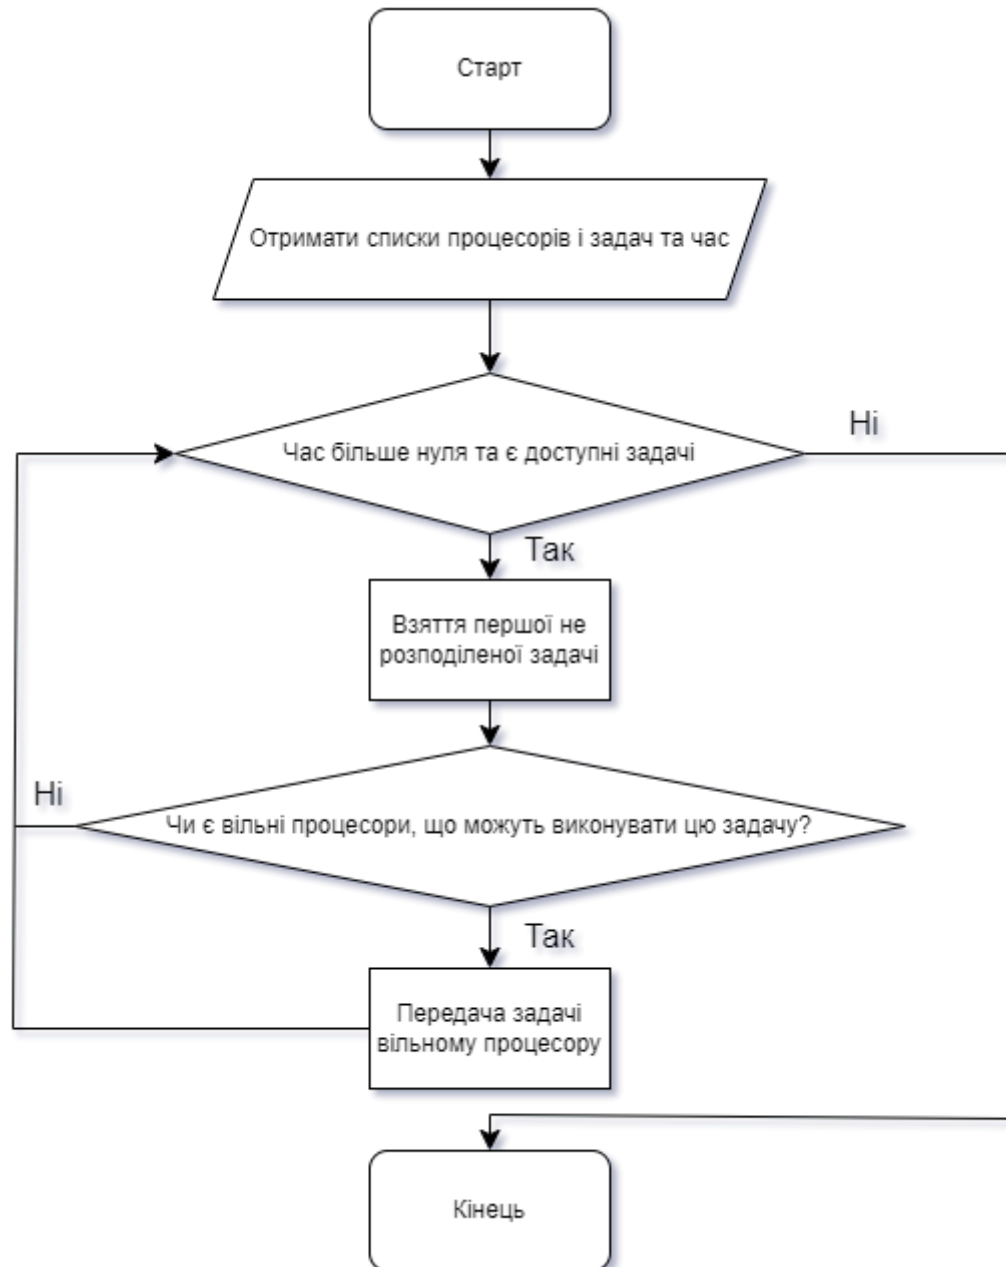 Старт
Отримати списки процесорів і задач та час
Ні
Час більше нуля та є доступні задачі
Так
Взяття першої не
розподіленої задачі
Ні
Чи є вільні процесори, що можуть виконувати цю задачу?
Так
Передача задачі
вільному процесору
Кінець